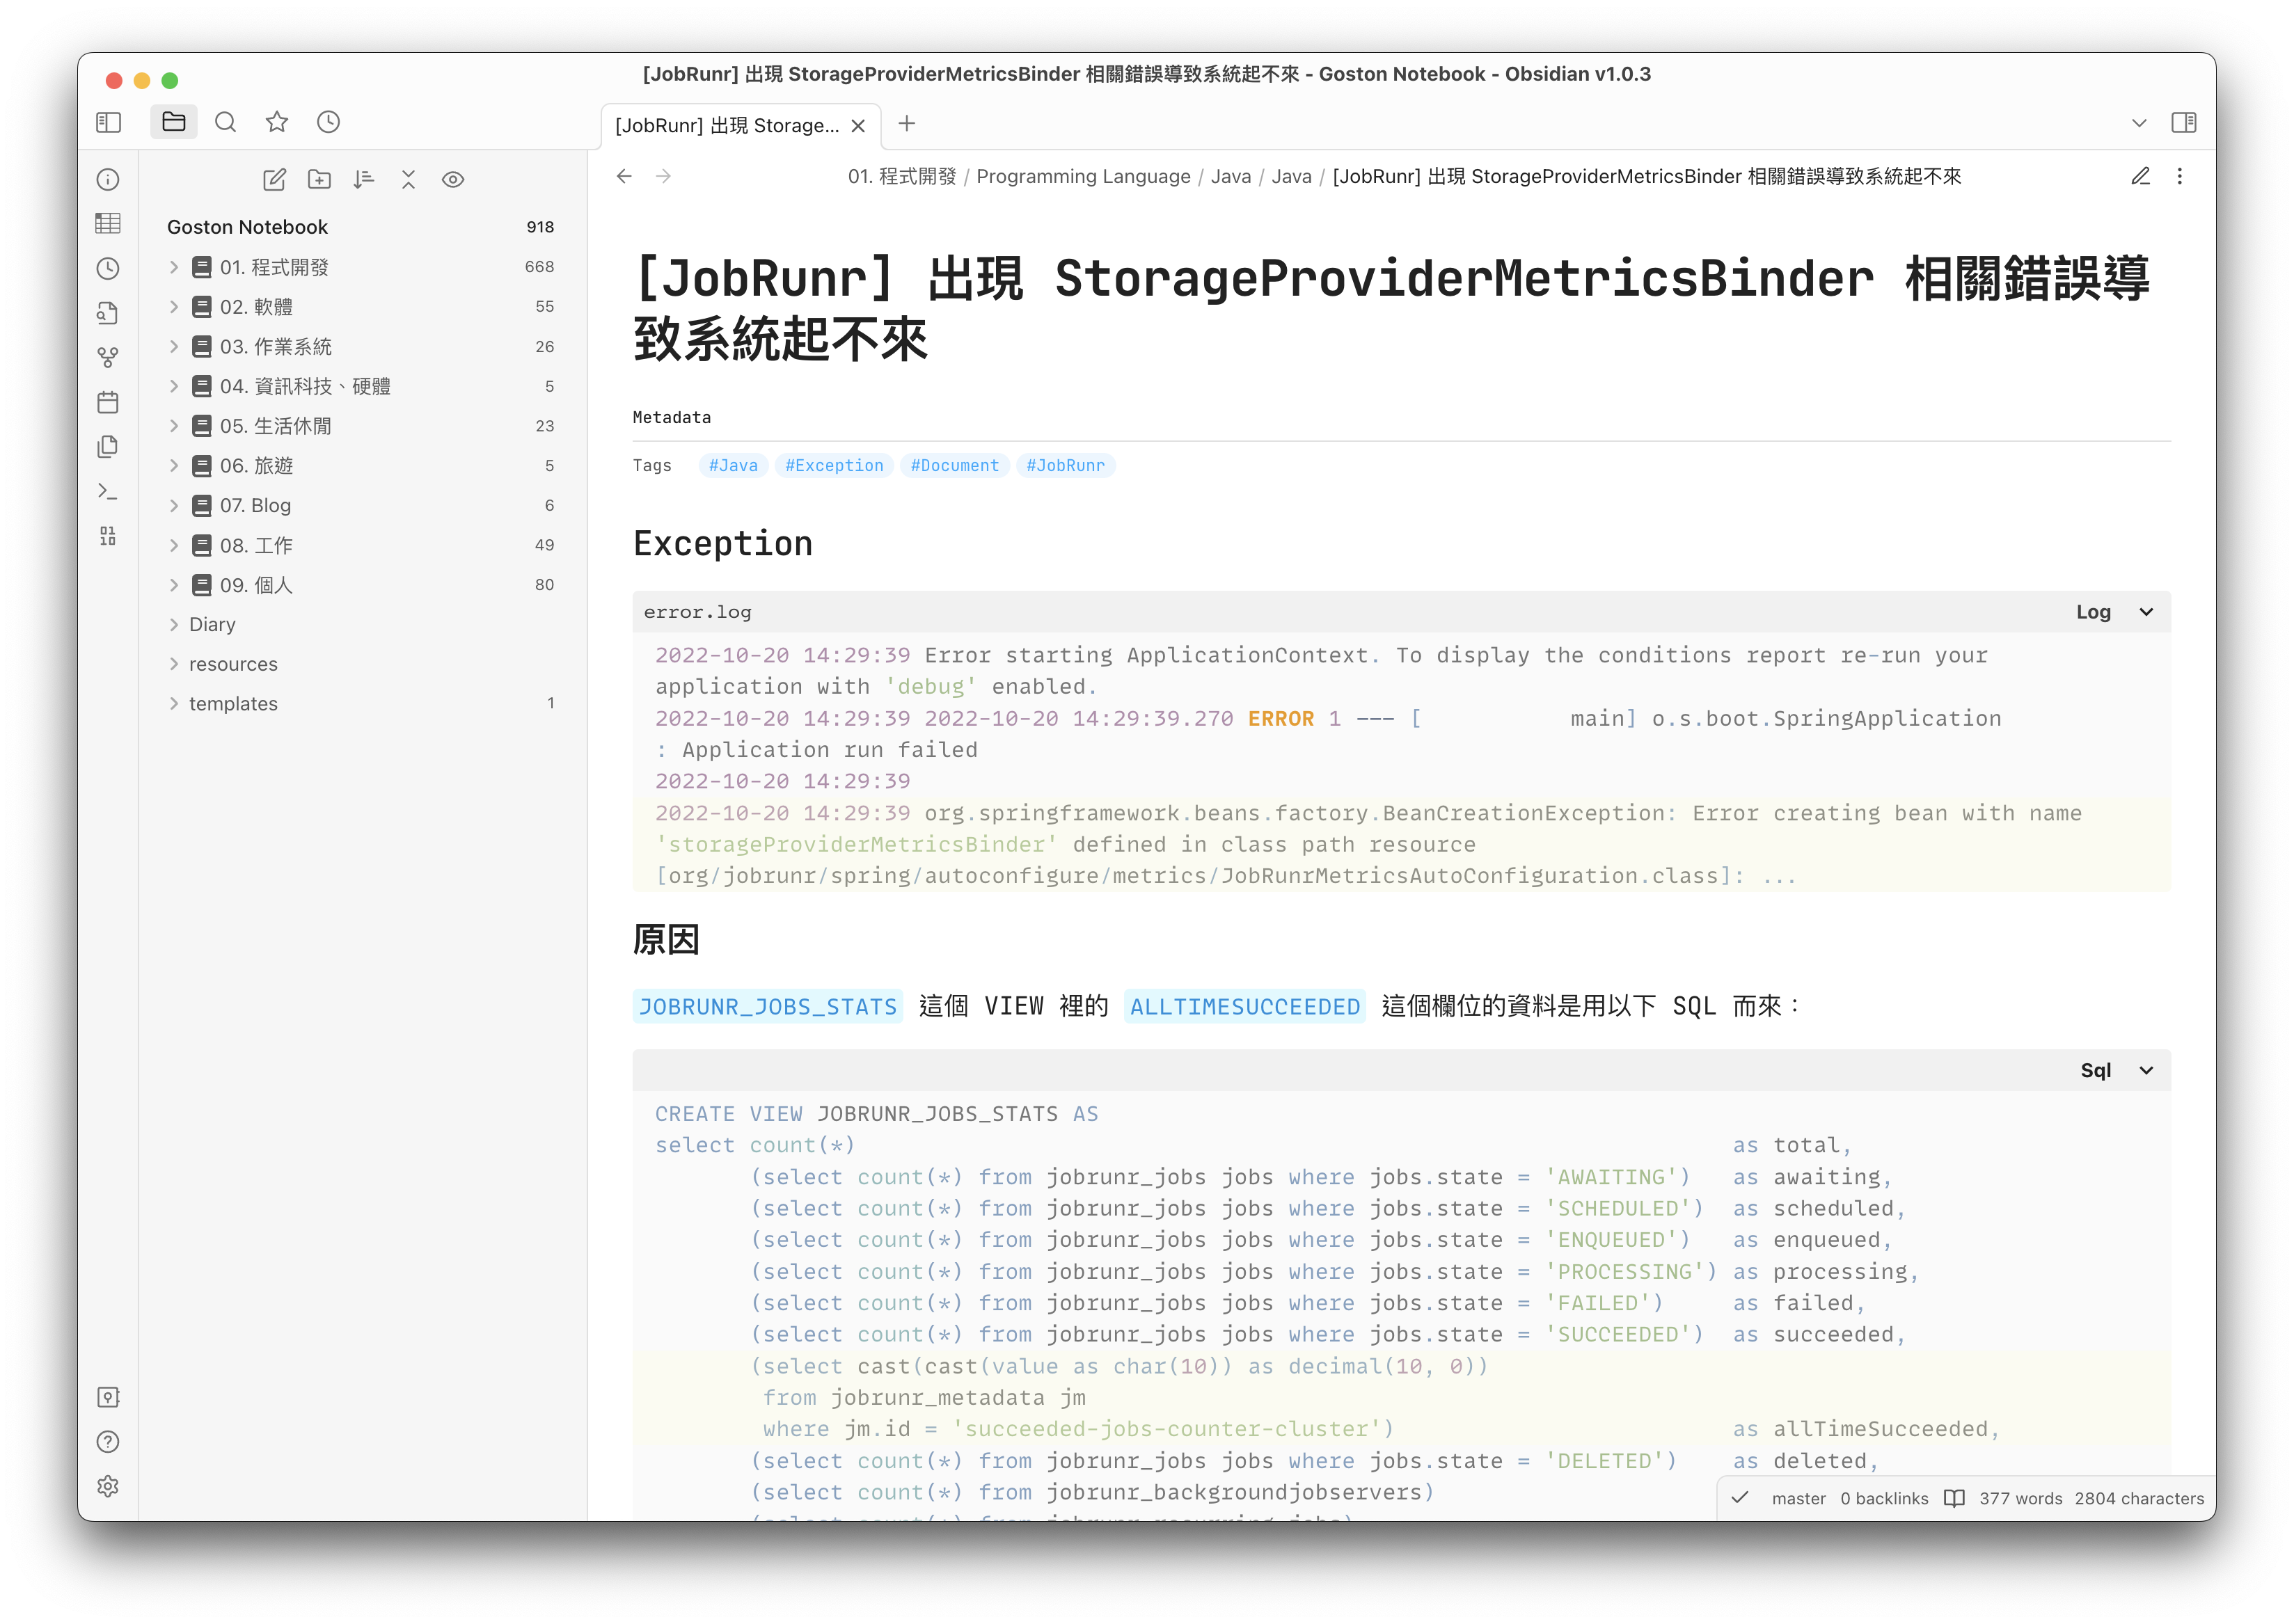 [JobRunr] 出現 StorageProviderMetricsBinder 相關錯誤導致系統起不來 - Goston Notebook - Obsidian v1.0.3
[JobRunr] 出現 Storage...
01. 程式開發 / Programming Language / Java / Java / [JobRunr] 出現 StorageProviderMetricsBinder 相關錯誤導致系統起不來
Goston Notebook 918
01. 程式開發 668
02. 軟體 55
03. 作業系統 26
04. 資訊科技、硬體 5
05. 生活休閒 23
06. 旅遊 5
07. Blog 6
08. 工作 49
09. 個人 80
Diary
resources
templates 1
[JobRunr] 出現 StorageProviderMetricsBinder 相關錯誤導
致系統起不來
Metadata
Tags #Java #Exception #Document #JobRunr
Exception
error.log Log
2022-10-20 14:29:39 Error starting ApplicationContext. To display the conditions report re-run your
application with 'debug' enabled.
2022-10-20 14:29:39 2022-10-20 14:29:39.270 ERROR 1 --- [           main] o.s.boot.SpringApplication
: Application run failed
2022-10-20 14:29:39
2022-10-20 14:29:39 org.springframework.beans.factory.BeanCreationException: Error creating bean with name
'storageProviderMetricsBinder' defined in class path resource
[org/jobrunr/spring/autoconfigure/metrics/JobRunrMetricsAutoConfiguration.class]: ...
原因
JOBRUNR_JOBS_STATS 這個 VIEW 裡的 ALLTIMESUCCEEDED 這個欄位的資料是用以下 SQL 而來：
Sql
CREATE VIEW JOBRUNR_JOBS_STATS AS
select count(*) as total,
(select count(*) from jobrunr_jobs jobs where jobs.state = 'AWAITING') as awaiting,
(select count(*) from jobrunr_jobs jobs where jobs.state = 'SCHEDULED') as scheduled,
(select count(*) from jobrunr_jobs jobs where jobs.state = 'ENQUEUED') as enqueued,
(select count(*) from jobrunr_jobs jobs where jobs.state = 'PROCESSING') as processing,
(select count(*) from jobrunr_jobs jobs where jobs.state = 'FAILED') as failed,
(select count(*) from jobrunr_jobs jobs where jobs.state = 'SUCCEEDED') as succeeded,
(select cast(cast(value as char(10)) as decimal(10, 0))
from jobrunr_metadata jm
where jm.id = 'succeeded-jobs-counter-cluster') as allTimeSucceeded,
(select count(*) from jobrunr_jobs jobs where jobs.state = 'DELETED') as deleted,
(select count(*) from jobrunr_backgroundjobservers)
(select count(*) from jobrunr_recurring_jobs)
master 0 backlinks 377 words 2804 characters